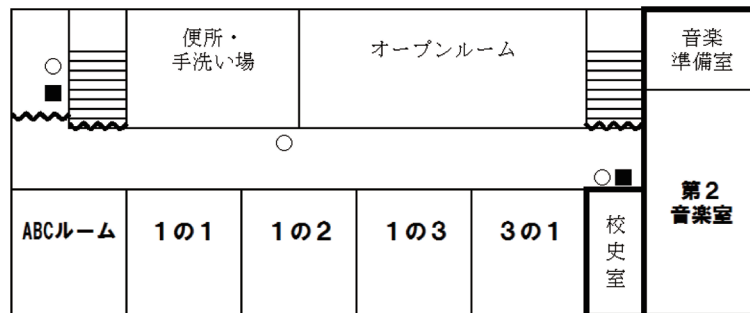 便所・
手洗い場
オープンルーム
音楽
準備室
第2
音楽室
ABCルーム
1の1
1の2
1の3
3の1
校
史
室